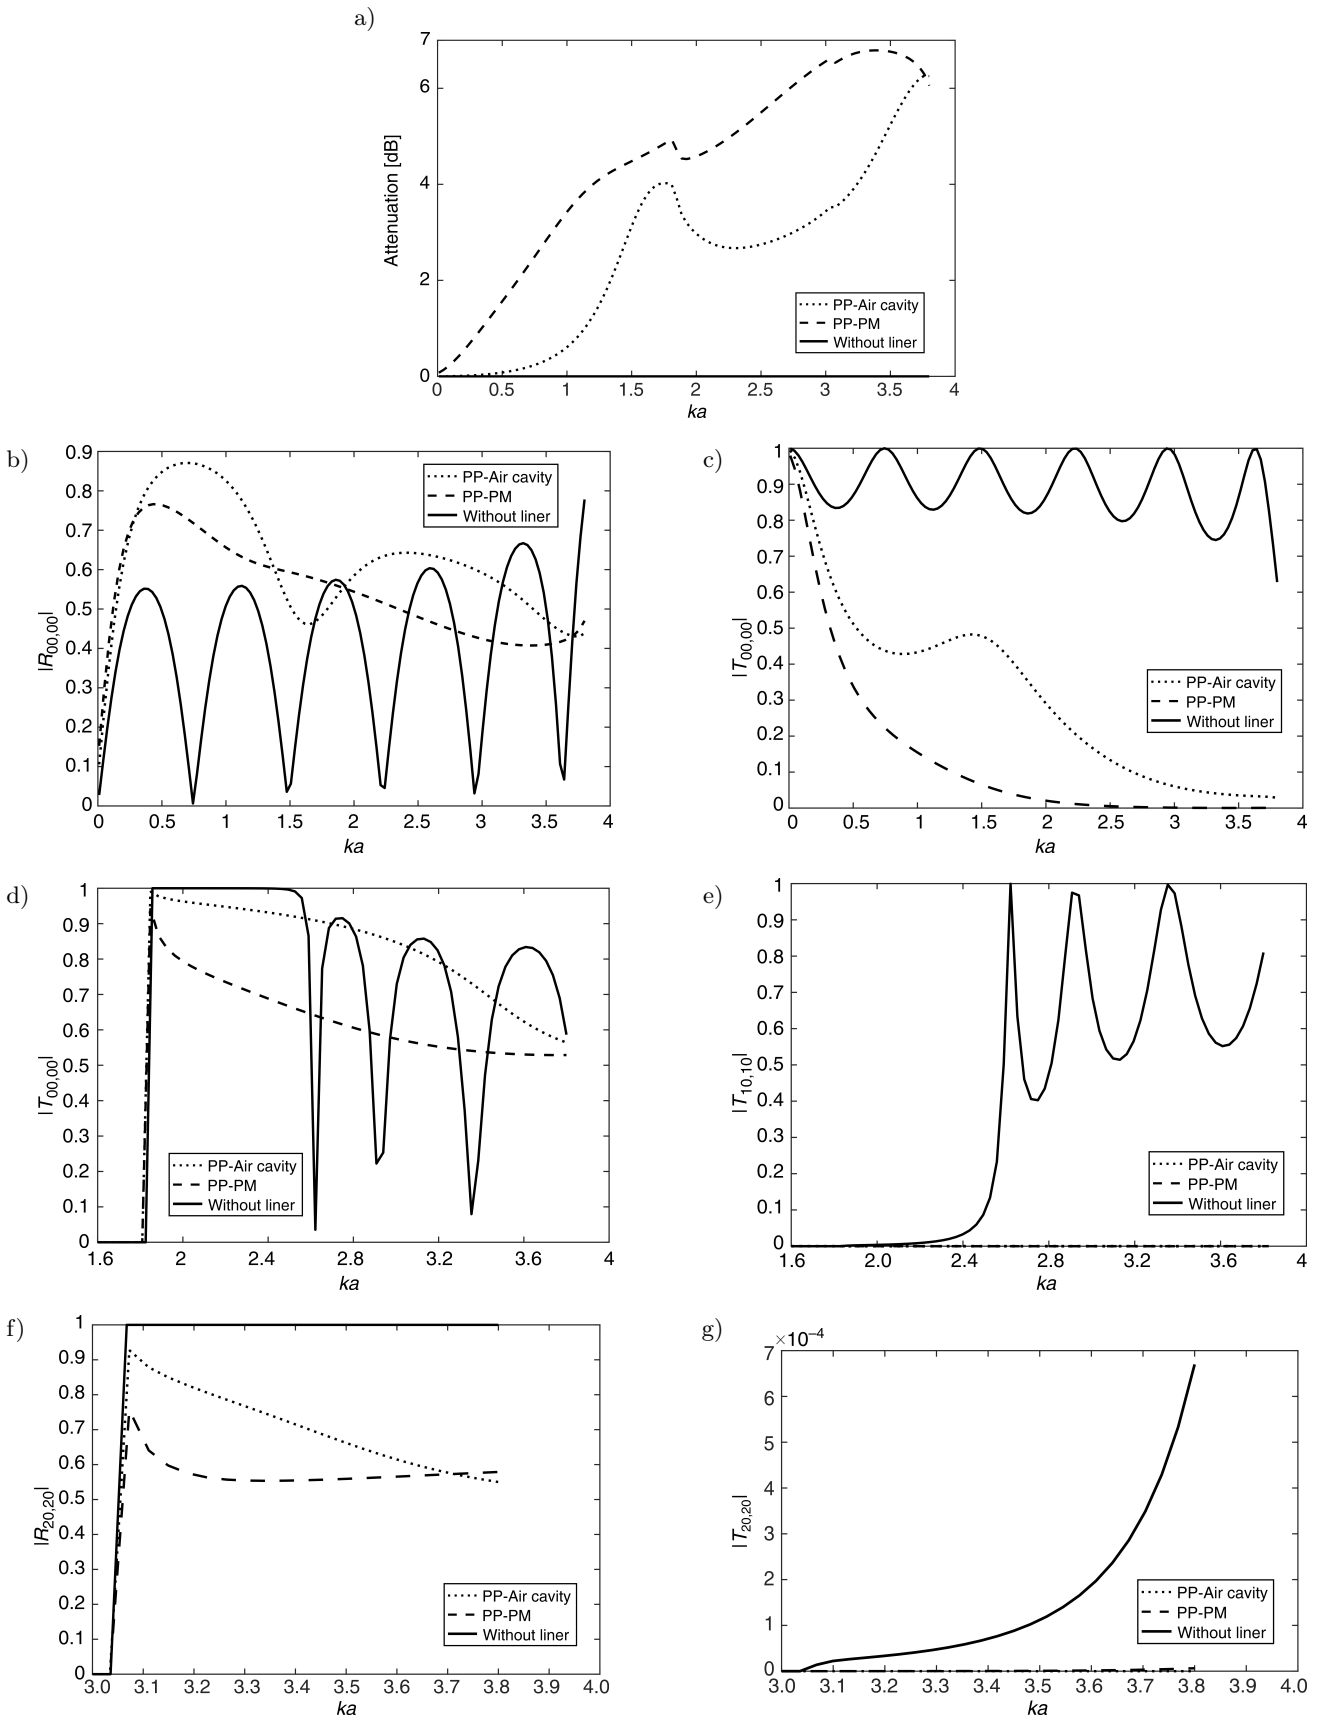 a)
7
6
4
2
0
Attenuation [dB]
0 0.5 1 1.5 2 2.5 3 3.5 4
ka
PP-Air cavity
PP-PM
Without liner
b)
0.9
0.8
0.7
0.6
0.5
0.4
0.3
0.2
0.1
0
|R00,00|
0 0.5 1 1.5 2 2.5 3 3.5 4
ka
PP-Air cavity
PP-PM
Without liner
c)
1
0.9
0.8
0.7
0.6
0.5
0.4
0.3
0.2
0.1
0
|T00,00|
0 0.5 1 1.5 2 2.5 3 3.5 4
ka
PP-Air cavity
PP-PM
Without liner
d)
1
0.9
0.8
0.7
0.6
0.5
0.4
0.3
0.2
0.1
0
|T00,00|
1.6 2 2.4 2.8 3.2 3.6 4
ka
PP-Air cavity
PP-PM
Without liner
e)
1
0.9
0.8
0.7
0.6
0.5
0.4
0.3
0.2
0.1
0
|T10,10|
1.6 2.0 2.4 2.8 3.2 3.6 4
ka
PP-Air cavity
PP-PM
Without liner
f)
1
0.9
0.8
0.7
0.6
0.5
0.4
0.3
0.2
0.1
0
|R20,20|
3.0 3.1 3.2 3.3 3.4 3.5 3.6 3.7 3.8 3.9 4.0
ka
PP-Air cavity
PP-PM
Without liner
g)
×10−4
7
6
5
4
3
2
1
0
|T20,20|
3.0 3.1 3.2 3.3 3.4 3.5 3.6 3.7 3.8 3.9 4.0
ka
PP-Air cavity
PP-PM
Without liner